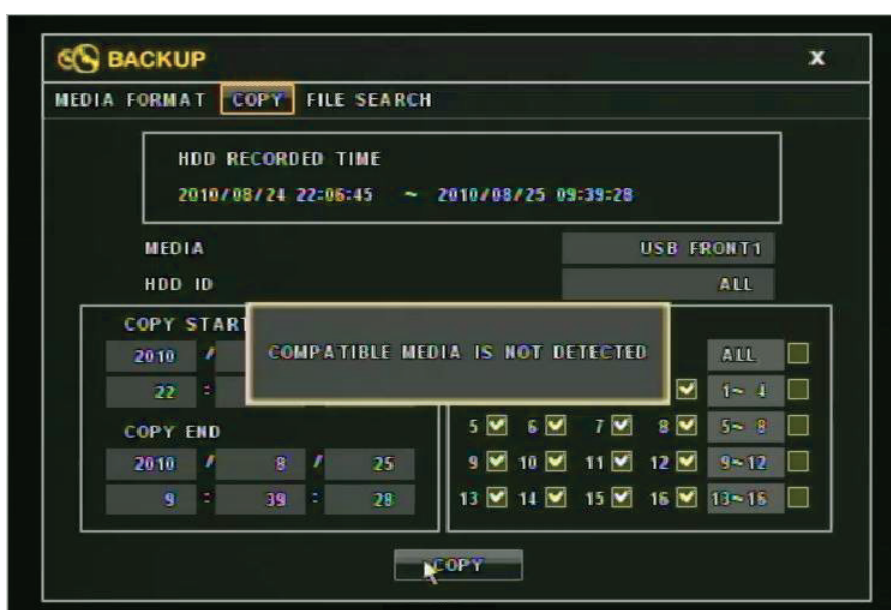 BACKUP X
MEDIA FORMAT COPY FILE SEARCH
HDD RECORDED TIME
2010/08/24 22:06:45 ~ 2010/08/25 09:39:28
MEDIA USB FRONT1
HDD ID ALL
COPY START
2010 /
22 :
COMPATIBLE MEDIA IS NOT DETECTED
COPY END
2010 / 8 / 25
9 : 39 : 28
ALL
1~ 4
5 6 7 8 5~ 8
9 10 11 12 9~12
13 14 15 16 13~16
COPY